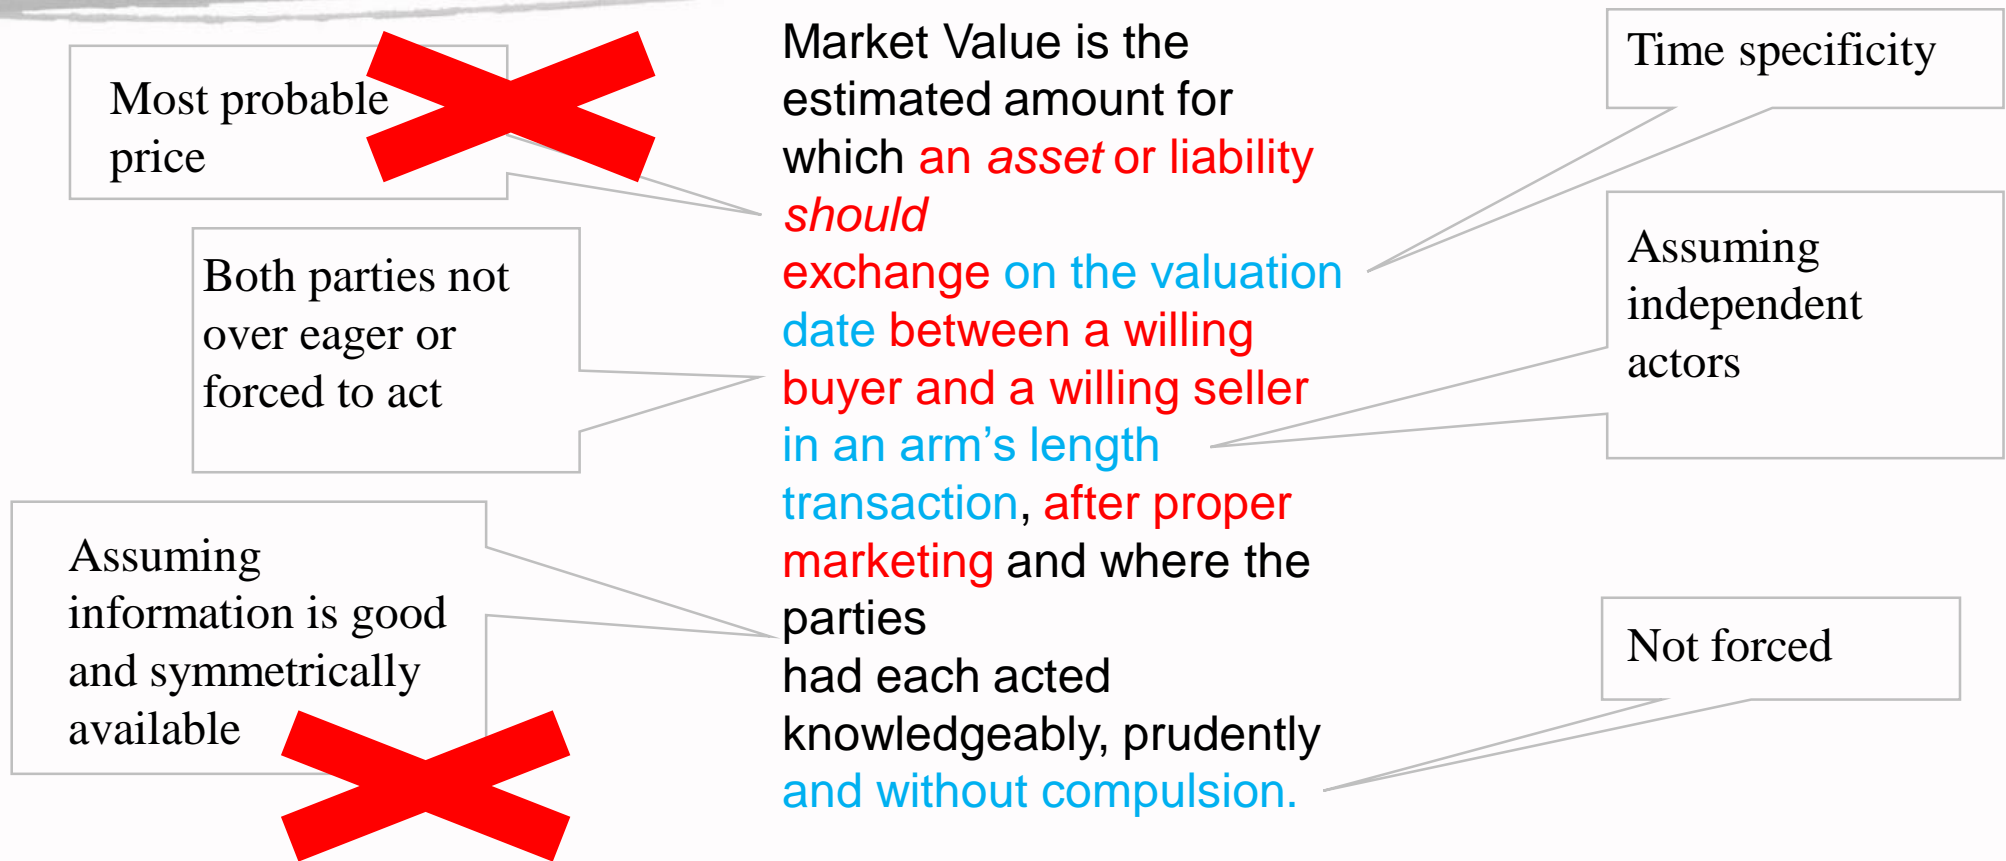 Most probable
price
Both parties not
over eager or
forced to act
Assuming
information is good
and symmetrically
available
Market Value is the
estimated amount for
which an asset or liability
should
exchange on the valuation
date between a willing
buyer and a willing seller
in an arm’s length
transaction, after proper
marketing and where the
parties
had each acted
knowledgeably, prudently
and without compulsion.
Time specificity
Assuming
independent
actors
Not forced